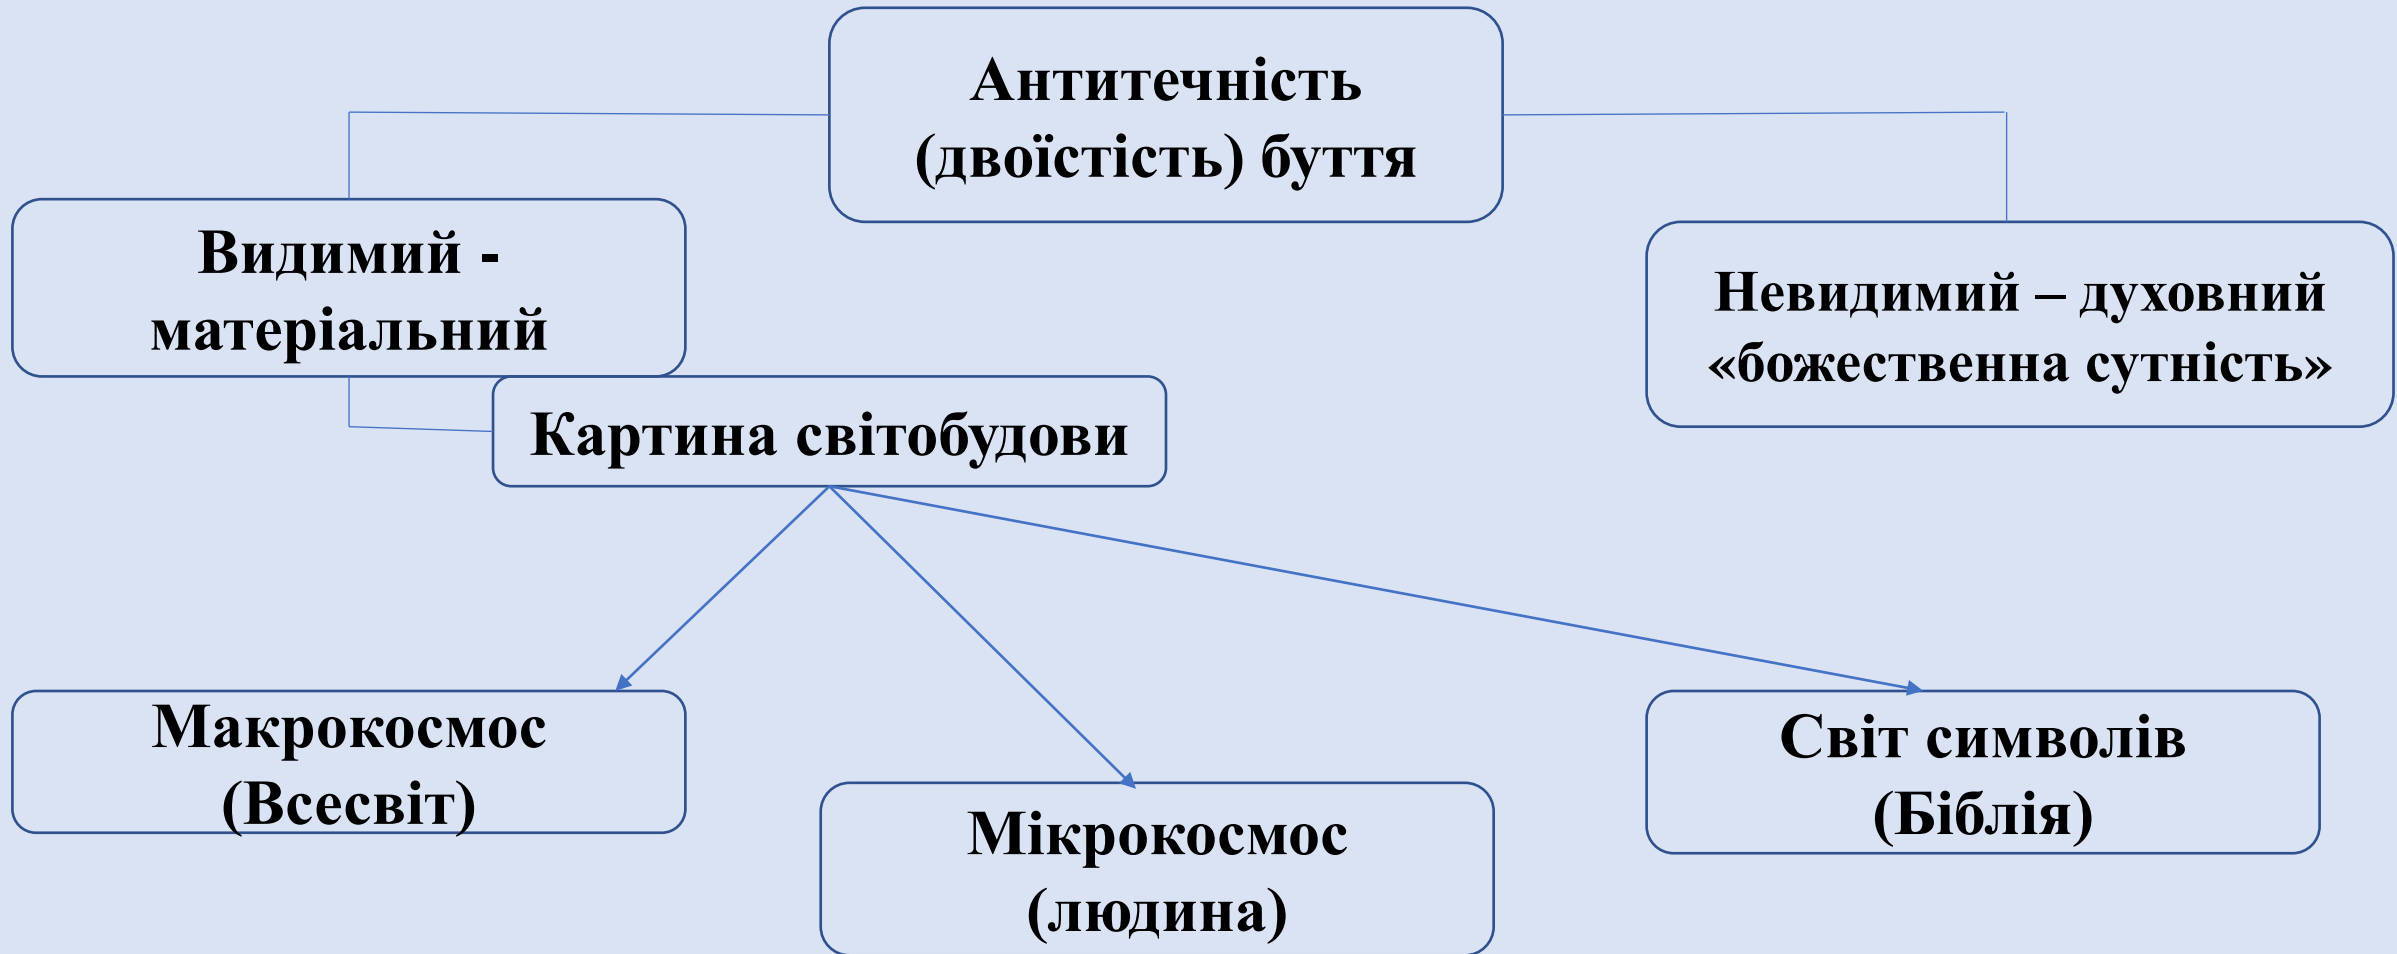 Антитечність
(двоїстість) буття
Видимий -
матеріальний
Невидимий – духовний
«божественна сутність»
Картина світобудови
Макрокосмос
(Всесвіт)
Мікрокосмос
(людина)
Світ символів
(Біблія)